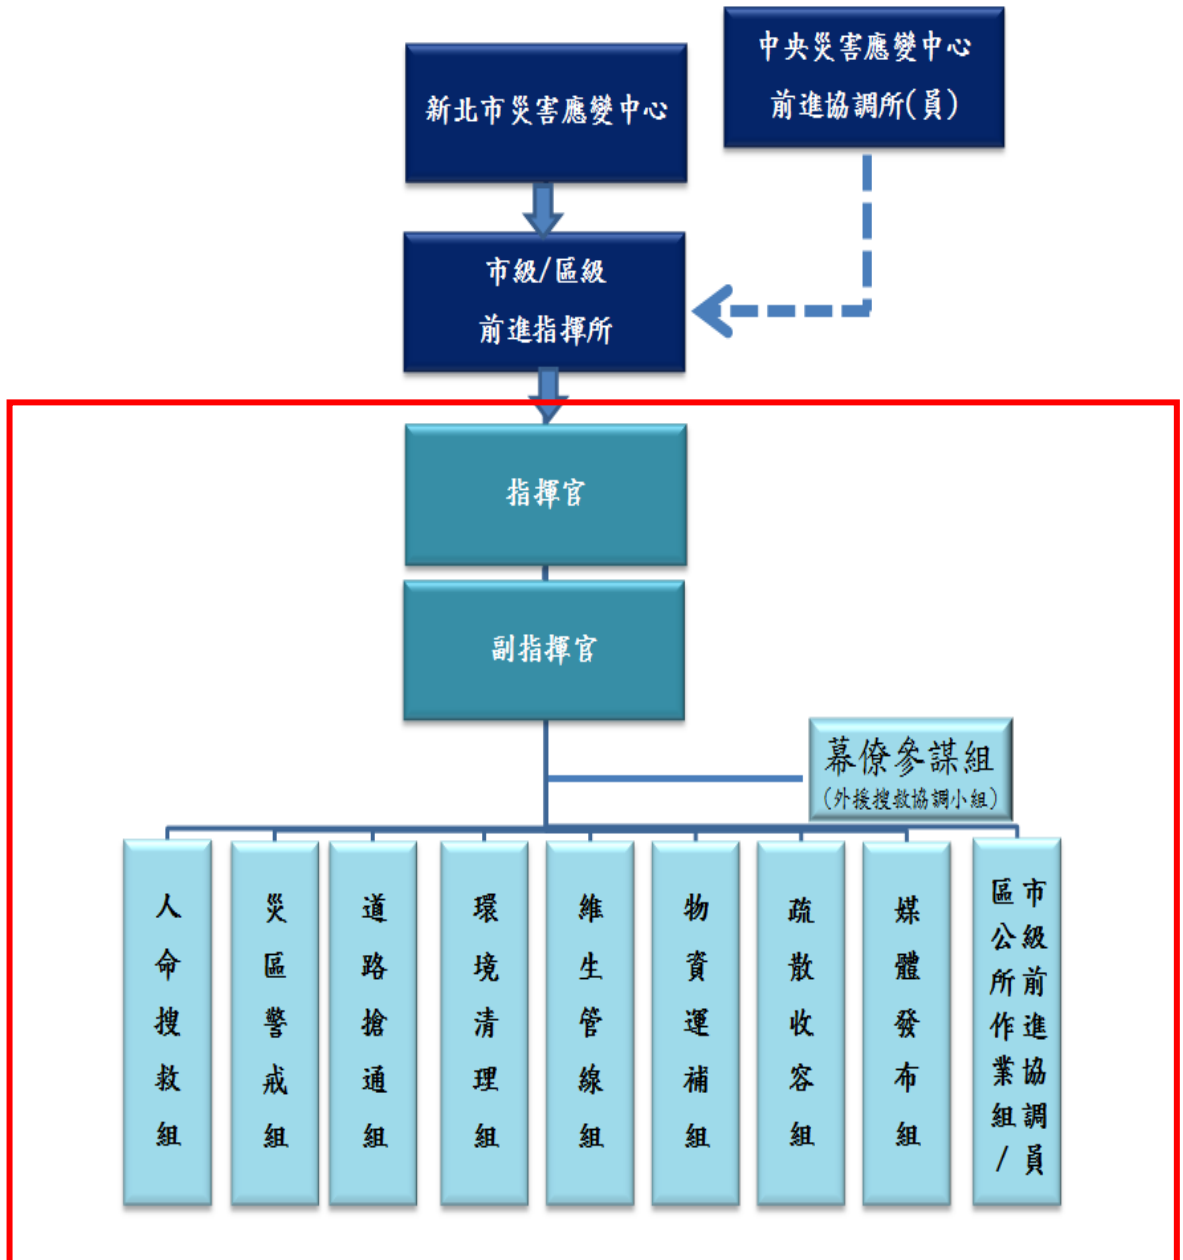 新北市災害應變中心
中央災害應變中心
前進協調所(員)
市級/區級
前進指揮所
指揮官
副指揮官
幕僚參謀組
(外援搜救協調小組)
人命搜救組
災區警戒組
道路搶通組
環境清理組
維生管線組
物資運補組
疏散收容組
媒體發布組
區公所作業組/
市級前進協調員